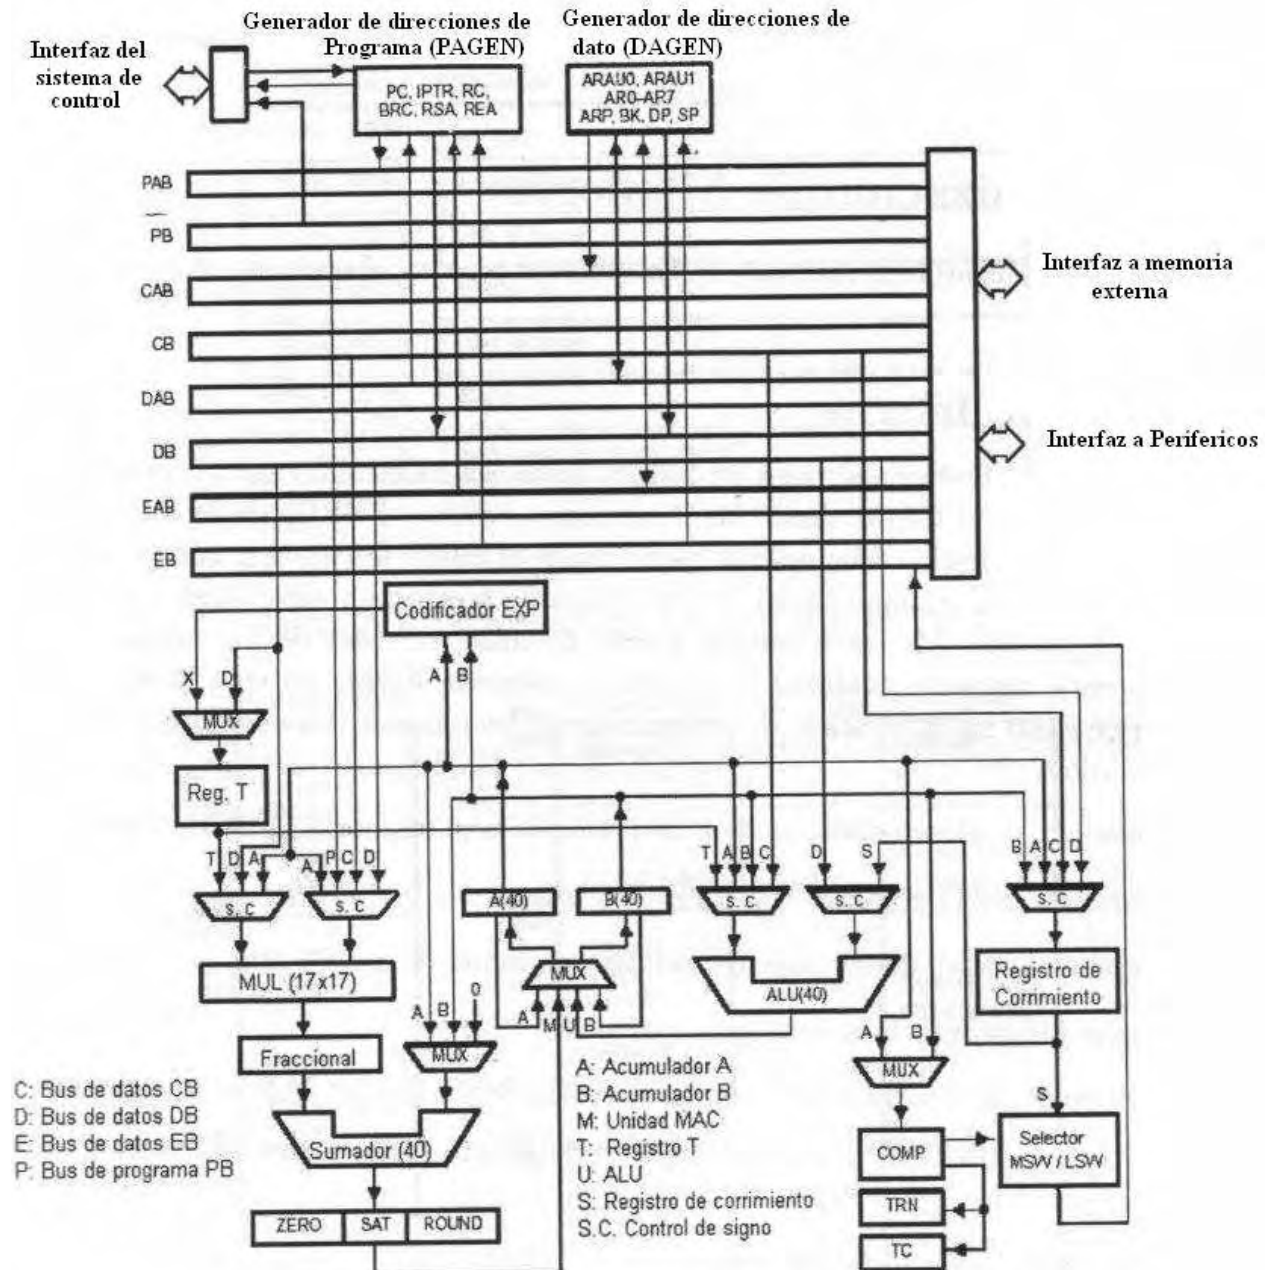 Generador de direcciones de
Programa (PAGEN)
Generador de direcciones de
dato (DAGEN)
Interfaz del
sistema de
control
PC, IPTR, RC,
BRC, RSA, REA
ARAU0, ARAU1
AR0-AR7
ARP, BK, DP, SP
PAB
PB
CAB
CB
DAB
DB
EAB
EB
Interfaz a memoria
externa
Interfaz a Perifericos
Codificador EXP
A B
X D
MUX
Reg. T
T D A
A P C D
S. C
S. C
MUL (17x17)
Fraccional
A B 0
MUX
Sumador (40)
ZERO SAT ROUND
A(40)
B(40)
MUX
A M U B
T A B C
D S
S. C
S. C
ALU(40)
B A C D
S. C
Registro de
Corrimiento
A B
MUX
COMP
TRN
TC
S
Selector
MSW / LSW
C: Bus de datos CB
D: Bus de datos DB
E: Bus de datos EB
P: Bus de programa PB
A: Acumulador A
B: Acumulador B
M: Unidad MAC
T: Registro T
U: ALU
S: Registro de corrimiento
S.C. Control de signo